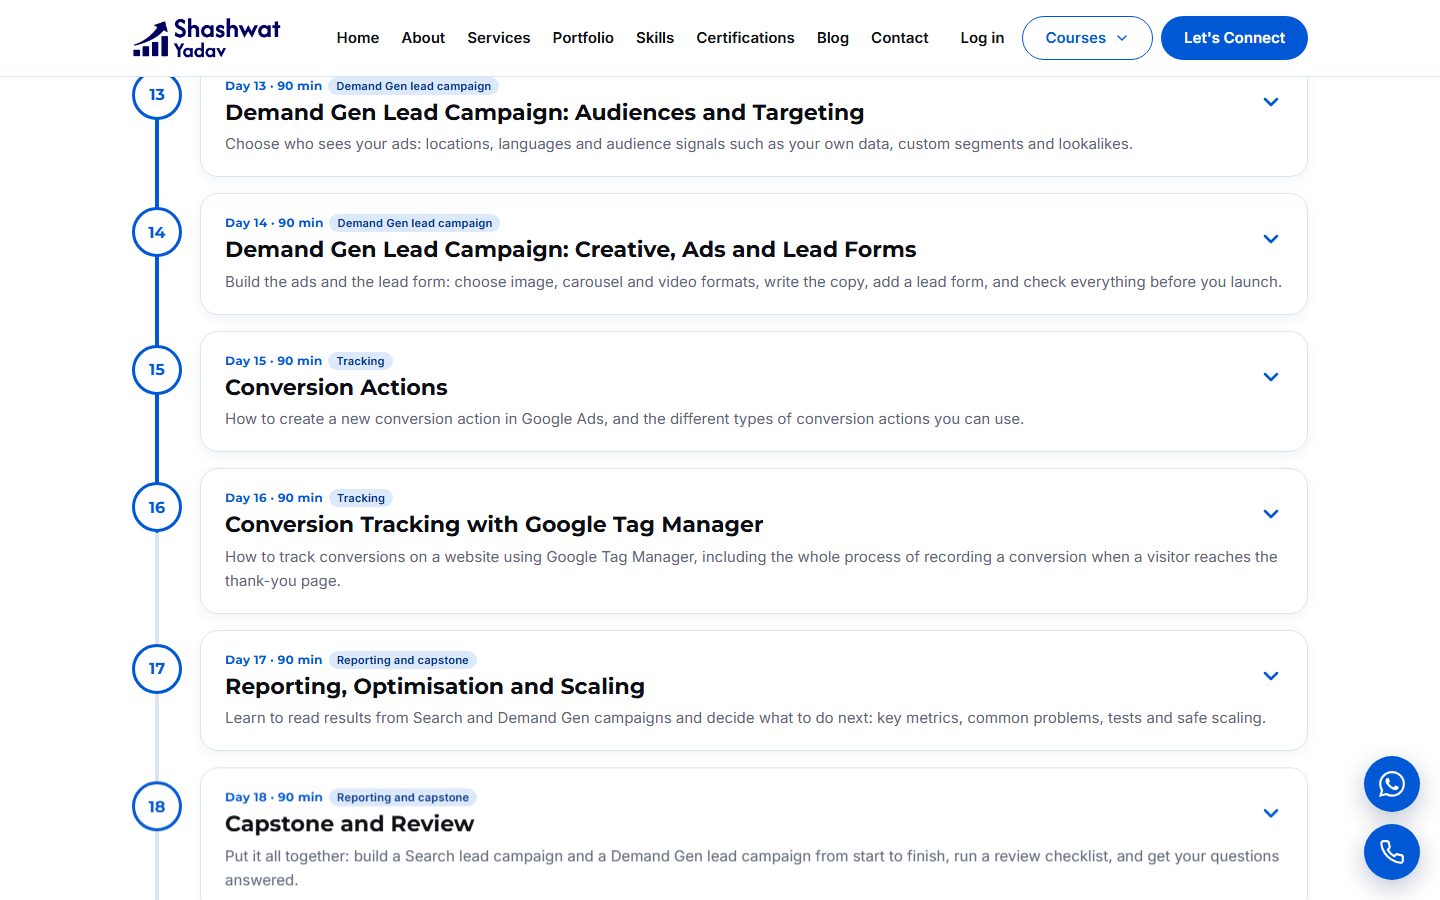 Shashwat
Yadav
Home About Services Portfolio Skills Certifications Blog Contact Log in Courses Let's Connect
13
Day 13 · 90 min Demand Gen lead campaign
Demand Gen Lead Campaign: Audiences and Targeting
Choose who sees your ads: locations, languages and audience signals such as your own data, custom segments and lookalikes.
14
Day 14 · 90 min Demand Gen lead campaign
Demand Gen Lead Campaign: Creative, Ads and Lead Forms
Build the ads and the lead form: choose image, carousel and video formats, write the copy, add a lead form, and check everything before you launch.
15
Day 15 · 90 min Tracking
Conversion Actions
How to create a new conversion action in Google Ads, and the different types of conversion actions you can use.
16
Day 16 · 90 min Tracking
Conversion Tracking with Google Tag Manager
How to track conversions on a website using Google Tag Manager, including the whole process of recording a conversion when a visitor reaches the
thank-you page.
17
Day 17 · 90 min Reporting and capstone
Reporting, Optimisation and Scaling
Learn to read results from Search and Demand Gen campaigns and decide what to do next: key metrics, common problems, tests and safe scaling.
18
Day 18 · 90 min Reporting and capstone
Capstone and Review
Put it all together: build a Search lead campaign and a Demand Gen lead campaign from start to finish, run a review checklist, and get your questions
answered.